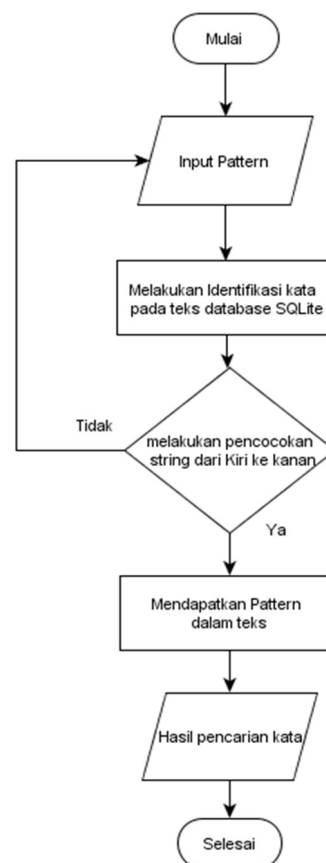 Mulai
Input Pattern
Melakukan Identifikasi kata
pada teks database SQLite
Tidak
melakukan pencocokan
string dari Kiri ke kanan
Ya
Mendapatkan Pattern
dalam teks
Hasil pencarian kata
Selesai